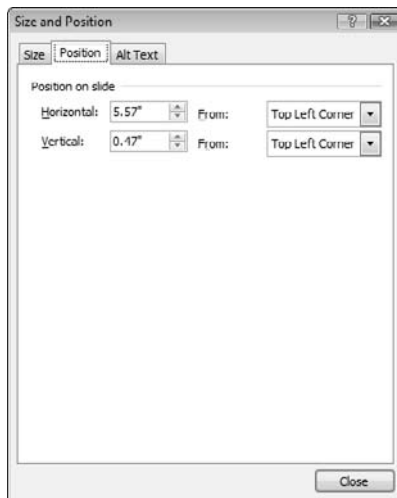 Size and Position
Size Position Alt Text
Position on slide
Horizontal: 5.57" From: Top Left Corner
Vertical: 0.47" From: Top Left Corner
Close